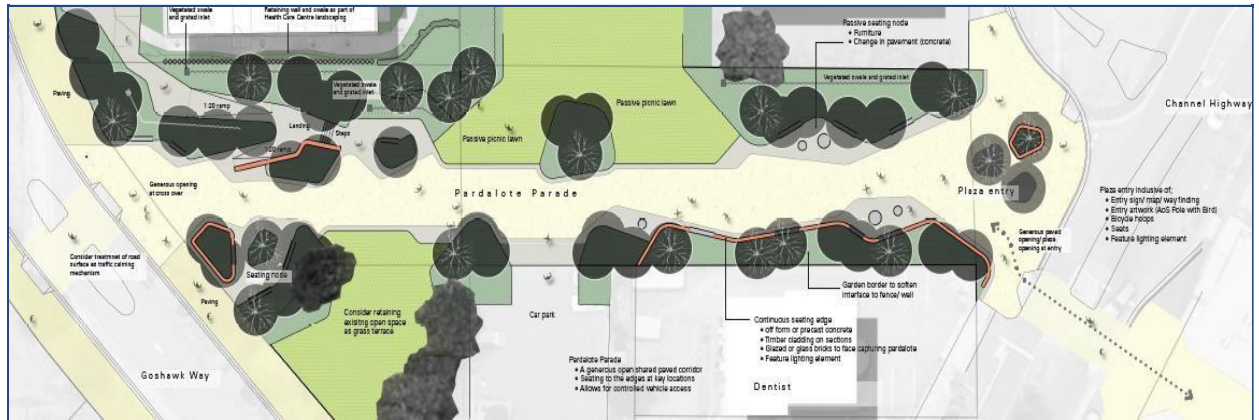 Vegetated swale
and grated inlet
Retaining wall and swale as part of
Health Care Centre landscaping
Passive seating node
♦ Furniture
♦ Change in pavement (concrete)
Vegetated swale
and grated inlet
Vegetated swale and grated inlet
Paving
1:20 ramp
Landing
Steps
1:20 ramp
Passive picnic lawn
Passive picnic lawn
Channel Highway
Generous opening
at cross over
Pardalote Parade
Plaza entry
Plaza entry inclusive of;
♦ Entry sign/ map/ way finding
♦ Entry artwork (AoS Pole with Bird)
♦ Bicycle hoops
♦ Seats
♦ Feature lighting element
Generous paved
opening/ plaza
opening at entry
Consider treatmnet of road
surface as traffic calming
mechanism
Seating node
Paving
Garden border to soften
interface to fence/ wall
Consider retaining
exisitng open space
as grass terrace
Car park
Continuous seating edge
♦ off form or precast concrete
♦ Timber cladding on sections
♦ Glazed or glass bricks to face capturing pardalote
♦ Feature lighting element
Pardalote Parade
♦ A generous open shared paved corridor
♦ Seating to the edges at key locations
♦ Allows for controlled vehicle access
Goshawk Way
Dentist